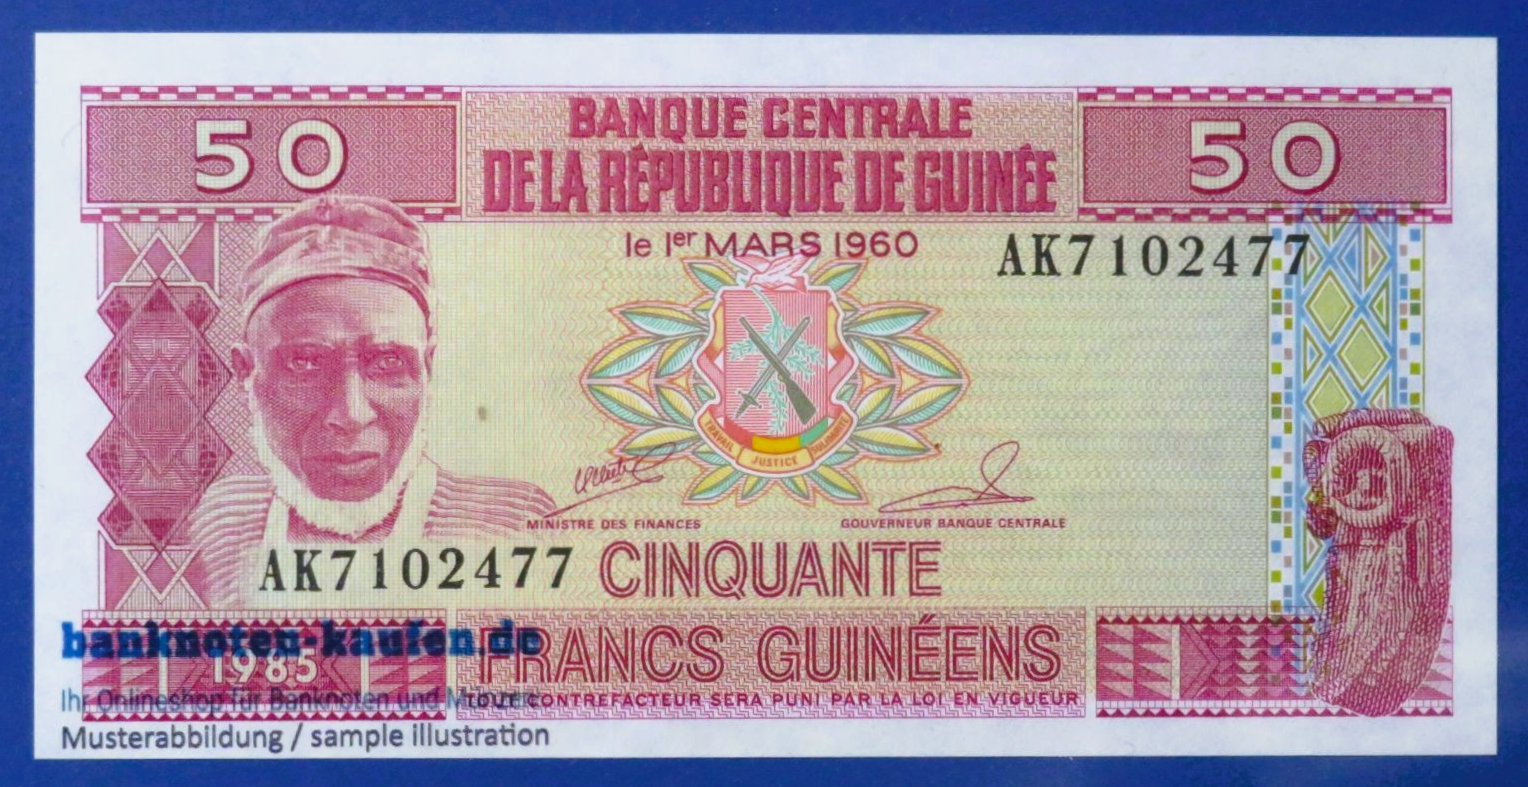 50
BANQUE CENTRALE
DE LA RÉPUBLIQUE DE GUINÉE
50
le 1er MARS 1960
AK7102477
TRAVAIL JUSTICE SOLIDARITÉ
MINISTRE DES FINANCES
GOUVERNEUR BANQUE CENTRALE
AK7102477
CINQUANTE
FRANCS GUINÉENS
banknoten-kaufen.de
1985
Ihr Onlineshop für Banknoten und Münzen
TOUT CONTREFACTEUR SERA PUNI PAR LA LOI EN VIGUEUR
Musterabbildung / sample illustration